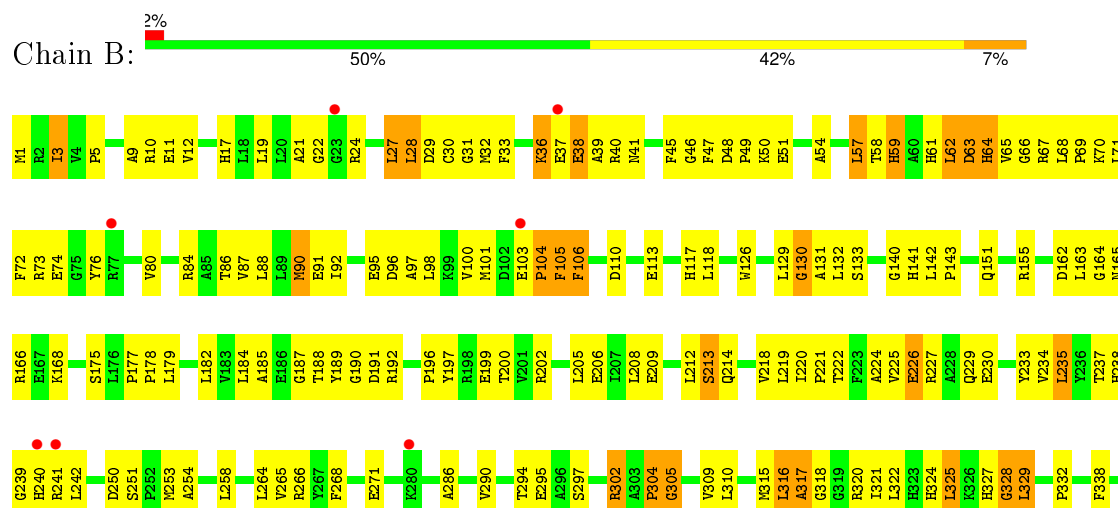 2%
Chain B:
50% 42% 7%
M1 R2 I3 V4 P5 A9 R10 E11 V12 H17 L18 L19 L20 A21 G22 G23 R24 L27 L28 D29 C30 G31 M32 F33 K36 E37 E38 A39 R40 N41 F45 G46 F47 D48 P49 K50 E51 A54 L57 T58 H59 A60 H61 L62 D63 H64 V65 G66 R67 L68 P69 K70 L71
F72 R73 E74 G75 Y76 R77 V80 R84 A85 T86 V87 L88 L89 M90 E91 I92 E95 D96 A97 L98 K99 V100 M101 D102 E103 P104 F105 F106 D110 E113 H117 L118 W126 L129 G130 A131 L132 S133 G140 H141 L142 P143 Q151 R155 D162 L163 G164 N165
R166 E167 K168 S175 L176 P177 P178 L179 L182 V183 L184 A185 E186 G187 T188 Y189 G190 D191 R192 P196 Y197 R198 E199 T200 V201 R202 L205 E206 I207 L208 E209 L212 S213 Q214 V218 L219 I220 P221 T222 F223 A224 V225 E226 R227 A228 Q229 E230 Y233 V234 L235 Y236 T237 H238
G239 H240 R241 L242 D250 S251 P252 M253 A254 L258 L264 V265 R266 Y267 F268 E271 K280 A286 V290 T294 E295 A296 S297 R302 A303 P304 G305 V309 L310 M315 L316 A317 G318 G319 R320 I321 L322 H323 H324 L325 K326 H327 G328 L329 P332 F338